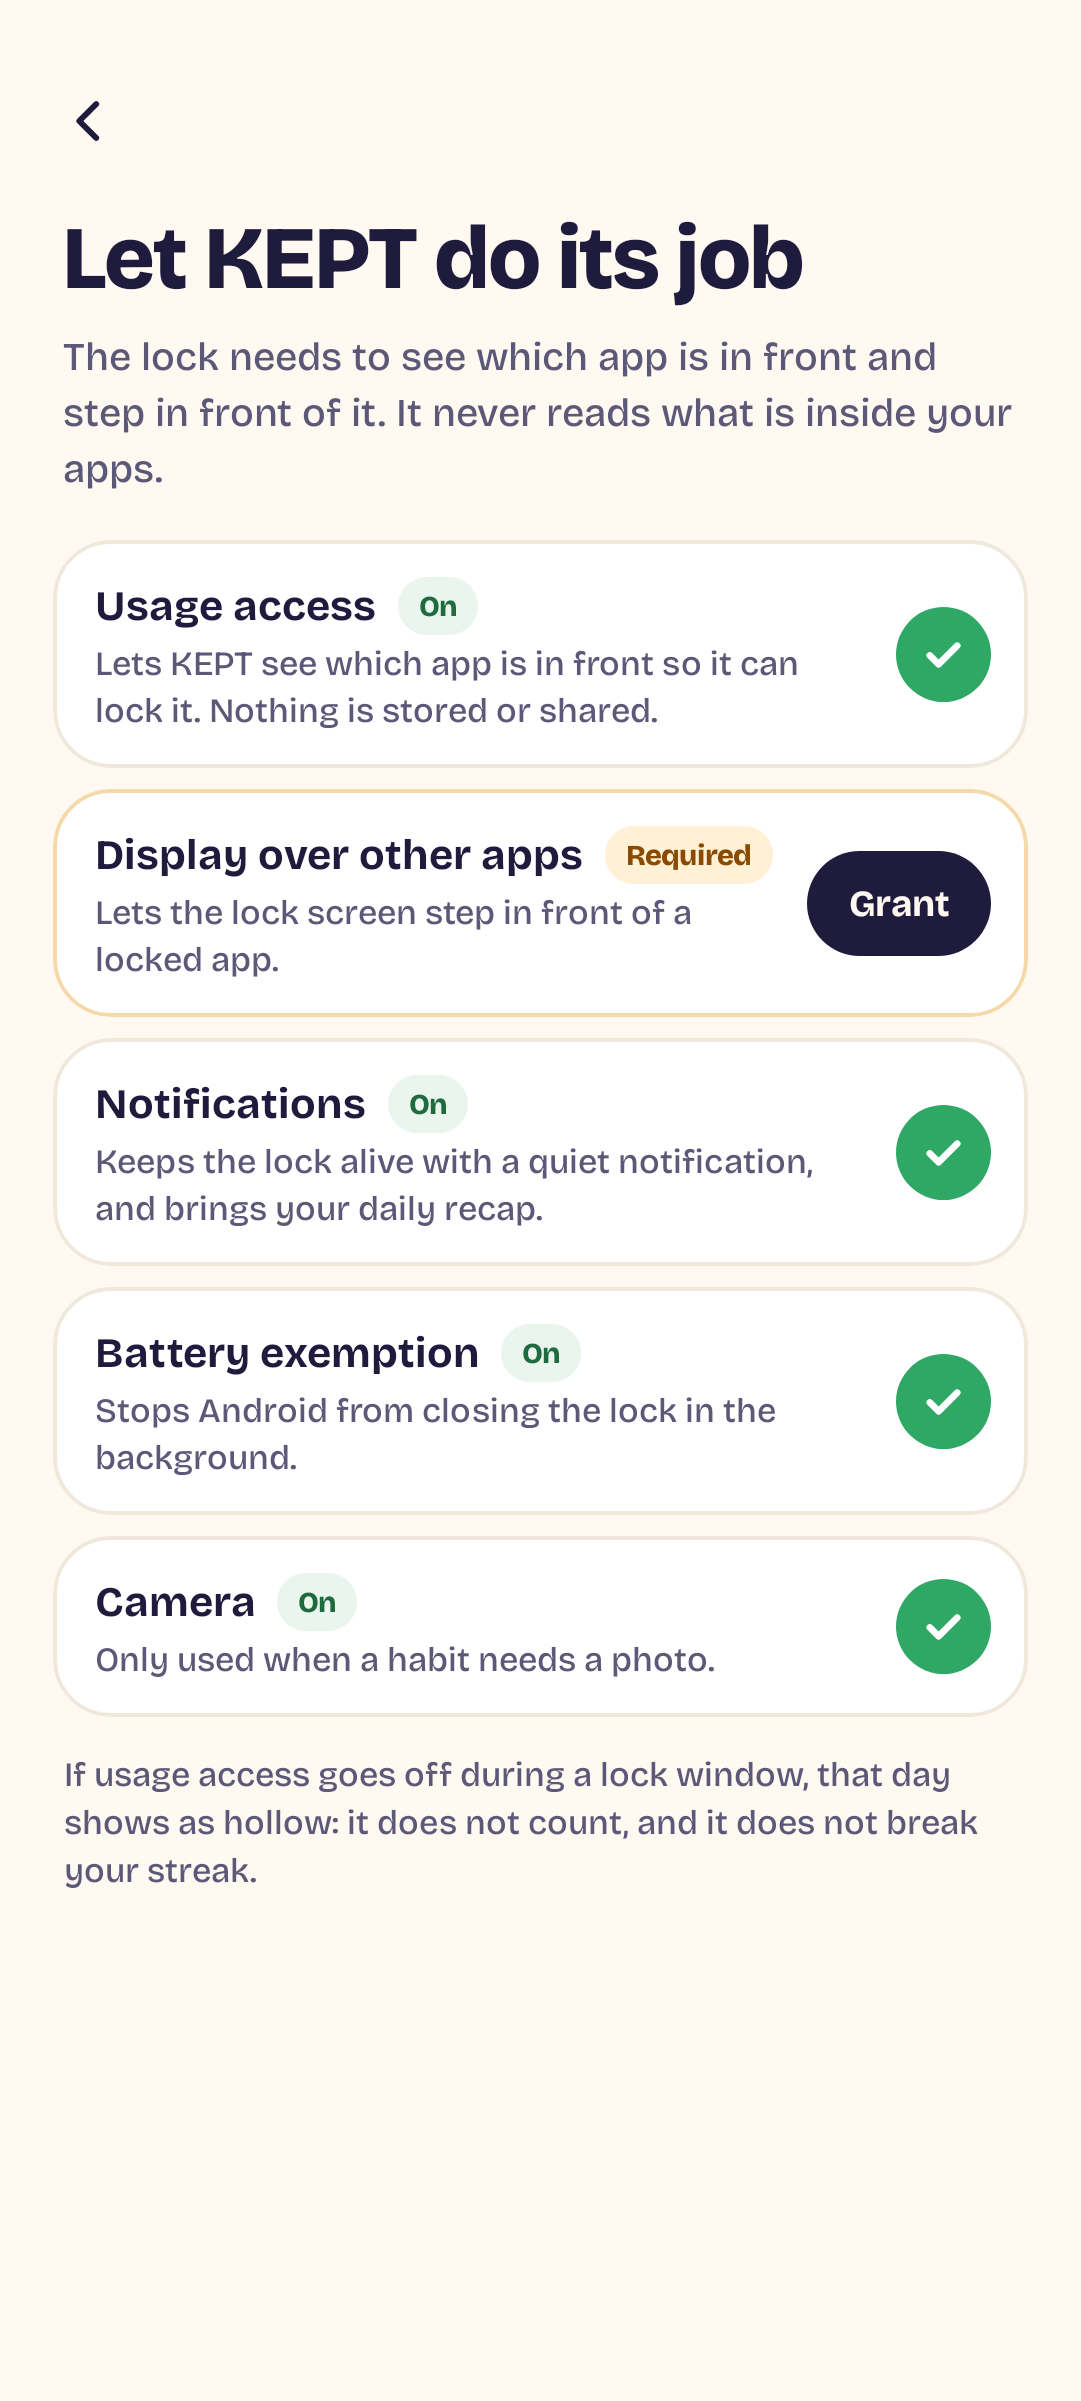 Let KEPT do its job
The lock needs to see which app is in front and
step in front of it. It never reads what is inside your
apps.
Usage access On
Lets KEPT see which app is in front so it can
lock it. Nothing is stored or shared.
Display over other apps Required
Lets the lock screen step in front of a
locked app.
Grant
Notifications On
Keeps the lock alive with a quiet notification,
and brings your daily recap.
Battery exemption On
Stops Android from closing the lock in the
background.
Camera On
Only used when a habit needs a photo.
If usage access goes off during a lock window, that day
shows as hollow: it does not count, and it does not break
your streak.